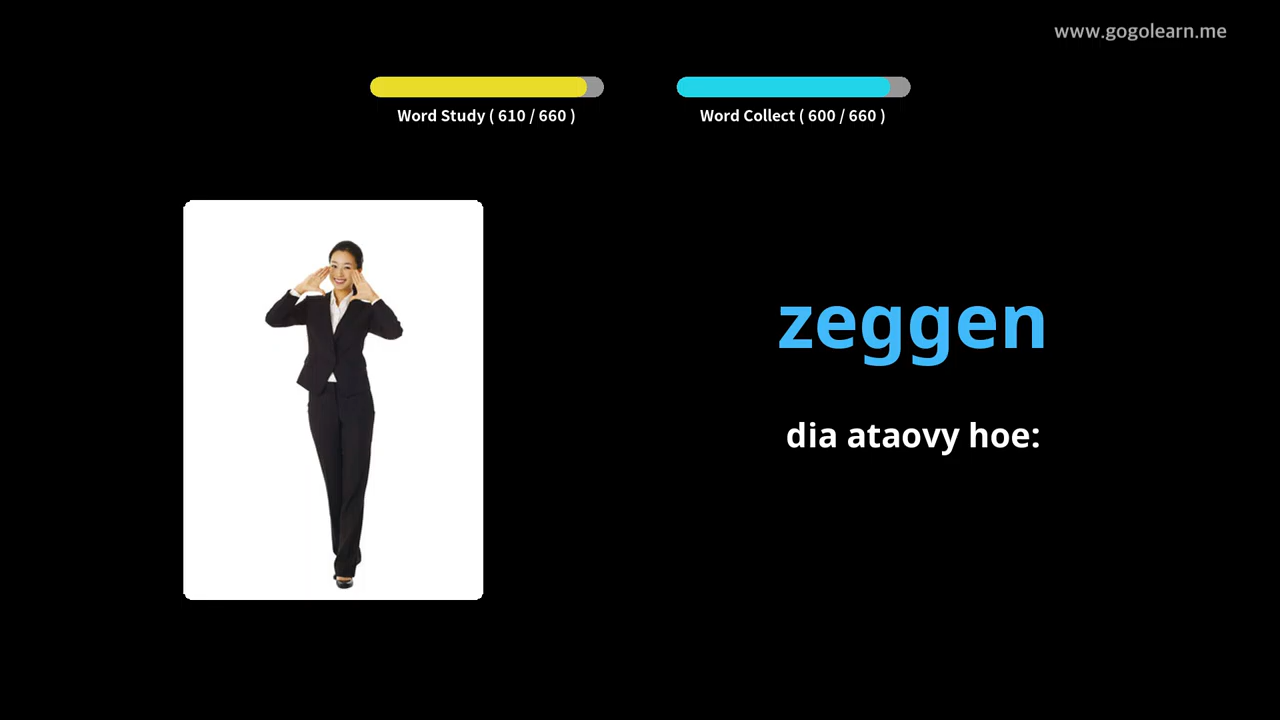 www.gogolearn.me
Word Study ( 610 / 660 )
Word Collect ( 600 / 660 )
zeggen
dia ataovy hoe: